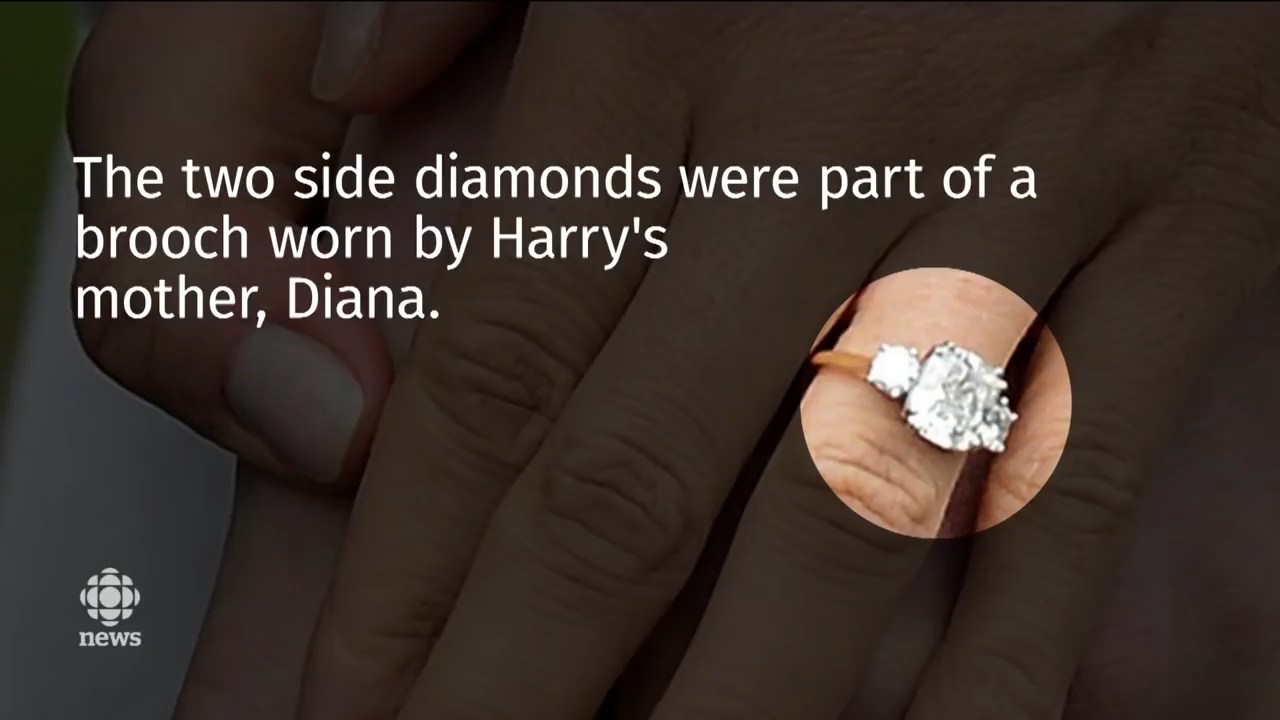 The two side diamonds were part of a
brooch worn by Harry's
mother, Diana.
news